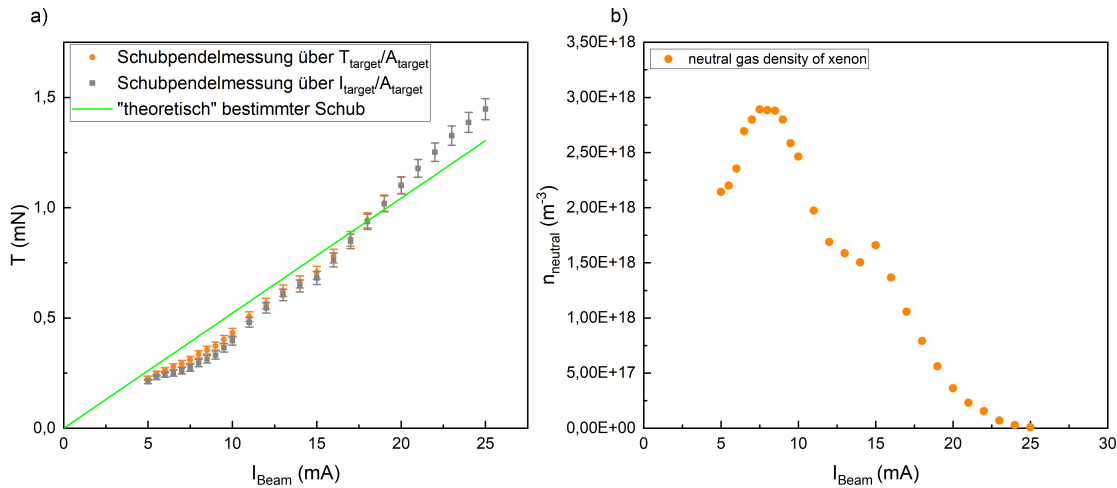 a)
Schubpendelmessung über T_target/A_target
Schubpendelmessung über I_target/A_target
"theoretisch" bestimmter Schub
1,5
1,0
0,5
0,0
T (mN)
0
5
10
15
20
25
I_Beam (mA)
b)
neutral gas density of xenon
3,50E+18
3,00E+18
2,50E+18
2,00E+18
1,50E+18
1,00E+18
5,00E+17
0,00E+00
n_neutral (m⁻³)
0
5
10
15
20
25
30
I_Beam (mA)